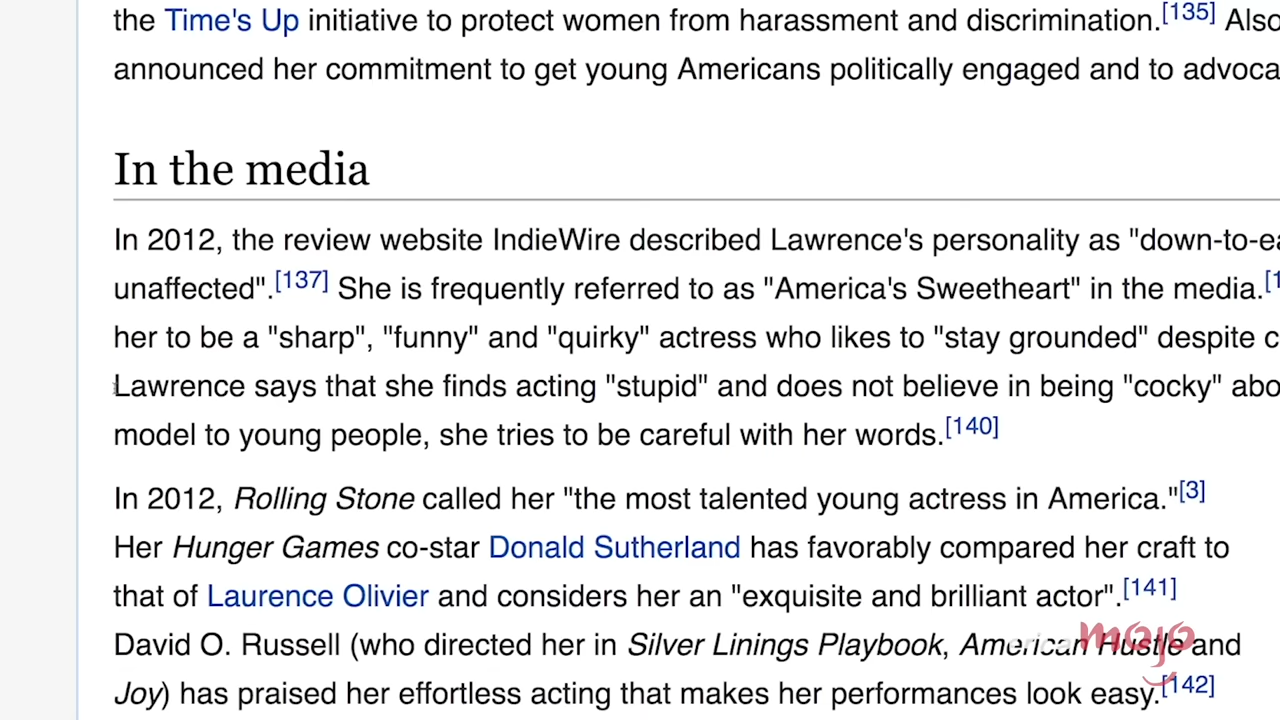 the Time's Up initiative to protect women from harassment and discrimination.[135] Also
announced her commitment to get young Americans politically engaged and to advoca
In the media
In 2012, the review website IndieWire described Lawrence's personality as "down-to-ea
unaffected".[137] She is frequently referred to as "America's Sweetheart" in the media.[1
her to be a "sharp", "funny" and "quirky" actress who likes to "stay grounded" despite c
Lawrence says that she finds acting "stupid" and does not believe in being "cocky" abo
model to young people, she tries to be careful with her words.[140]
In 2012, Rolling Stone called her "the most talented young actress in America."[3]
Her Hunger Games co-star Donald Sutherland has favorably compared her craft to
that of Laurence Olivier and considers her an "exquisite and brilliant actor".[141]
David O. Russell (who directed her in Silver Linings Playbook, American Hustle and
Joy) has praised her effortless acting that makes her performances look easy.[142]
mojo